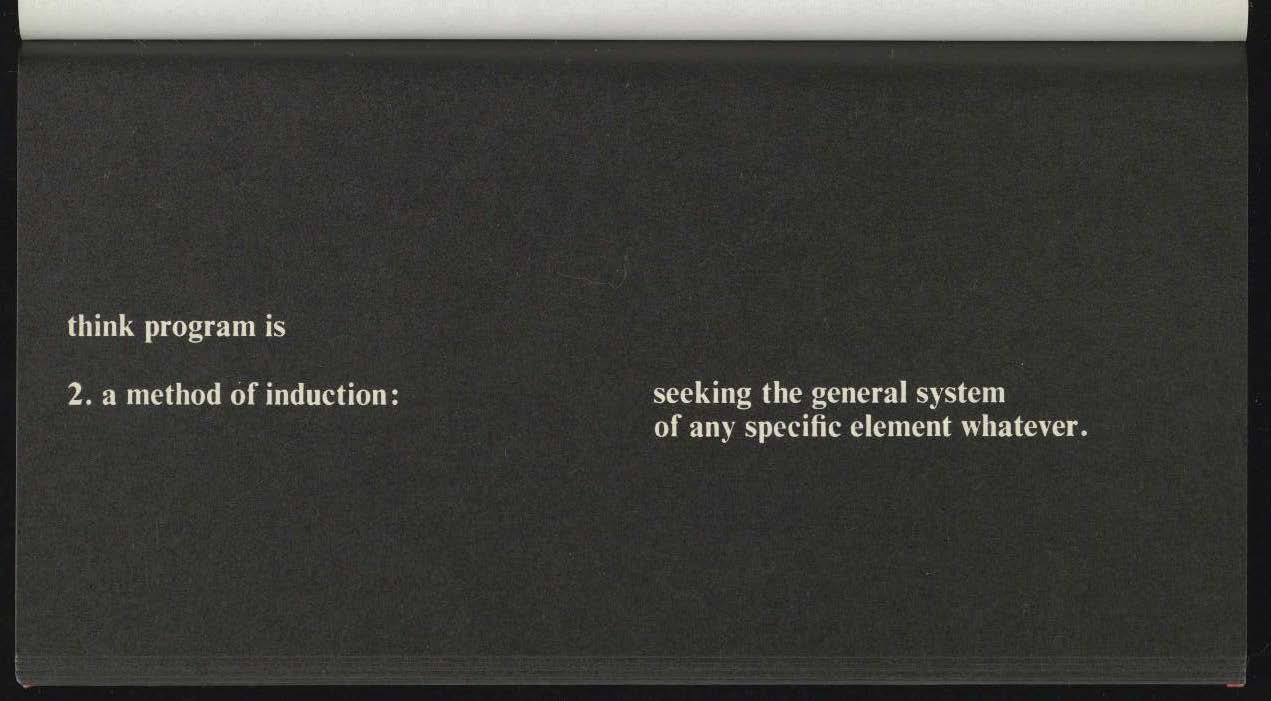 think program is
2. a method of induction:
seeking the general system
of any specific element whatever.